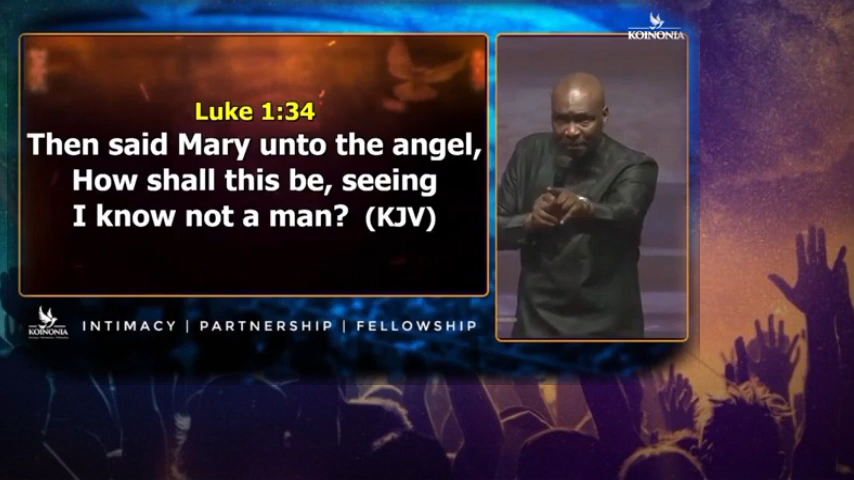 KOINONIA
Luke 1:34
Then said Mary unto the angel,
How shall this be, seeing
I know not a man? (KJV)
KOINONIA
INTIMACY | PARTNERSHIP | FELLOWSHIP